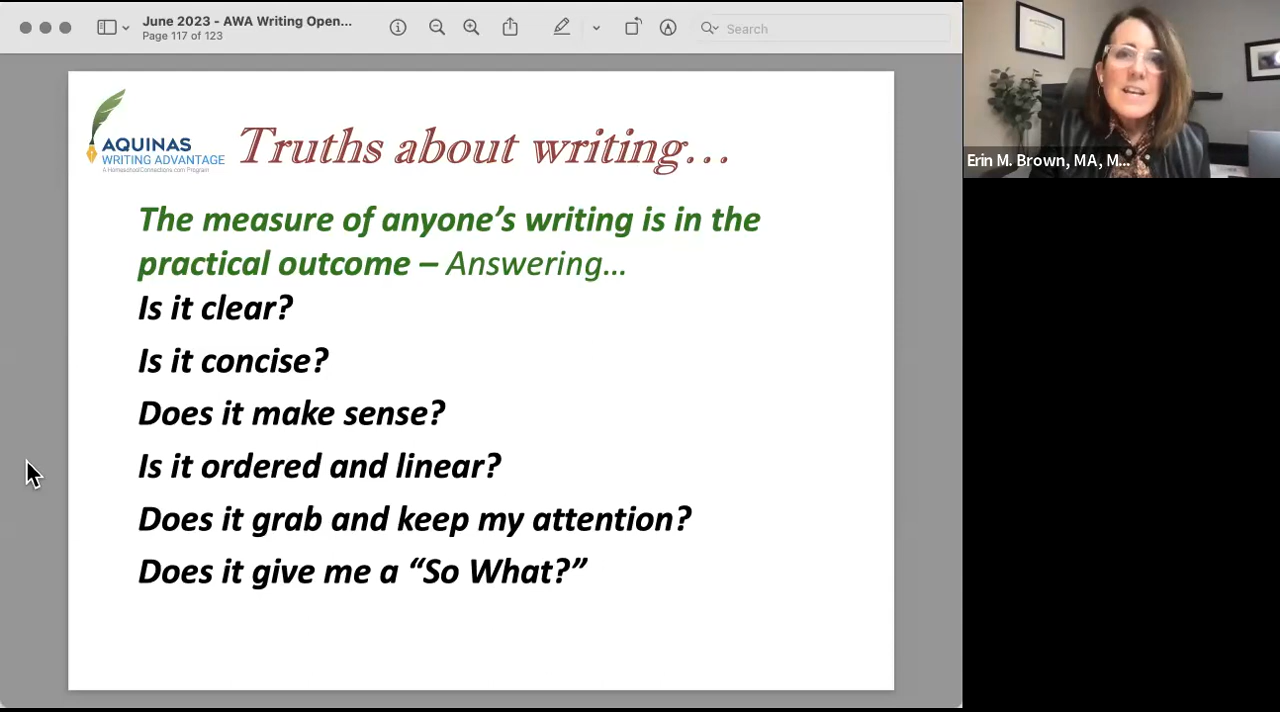 June 2023 - AWA Writing Open...
Page 117 of 123
Search
AQUINAS
WRITING ADVANTAGE
A HomeschoolConnections.com Program
Truths about writing...
The measure of anyone's writing is in the
practical outcome – Answering...
Is it clear?
Is it concise?
Does it make sense?
Is it ordered and linear?
Does it grab and keep my attention?
Does it give me a “So What?”
Erin M. Brown, MA, M...